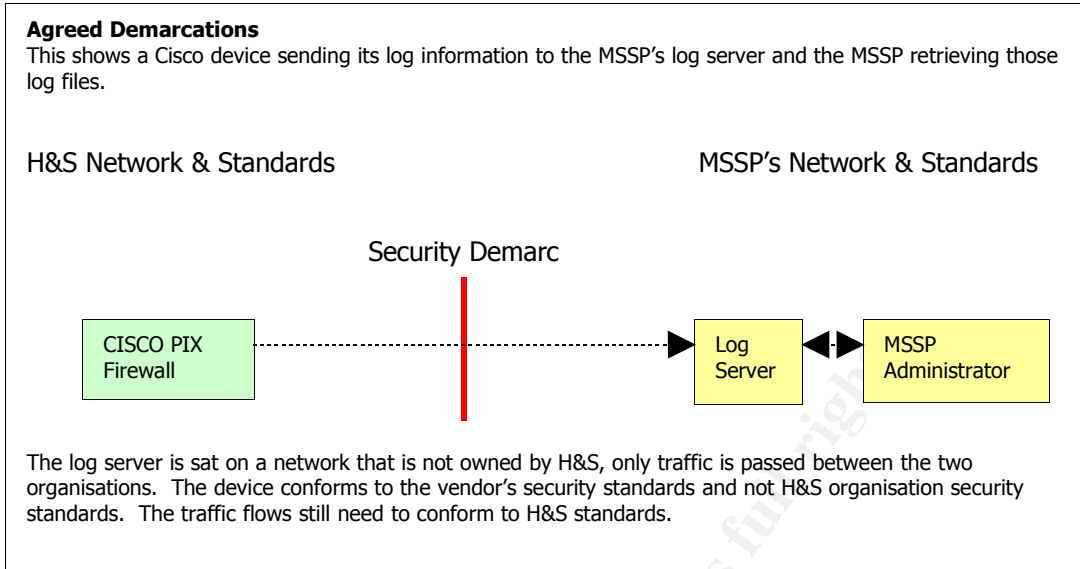 Agreed Demarcations
This shows a Cisco device sending its log information to the MSSP's log server and the MSSP retrieving those
log files.
H&S Network & Standards
MSSP's Network & Standards
Security Demarc
CISCO PIX
Firewall
Log
Server
MSSP
Administrator
The log server is sat on a network that is not owned by H&S, only traffic is passed between the two
organisations. The device conforms to the vendor's security standards and not H&S organisation security
standards. The traffic flows still need to conform to H&S standards.
s full righ